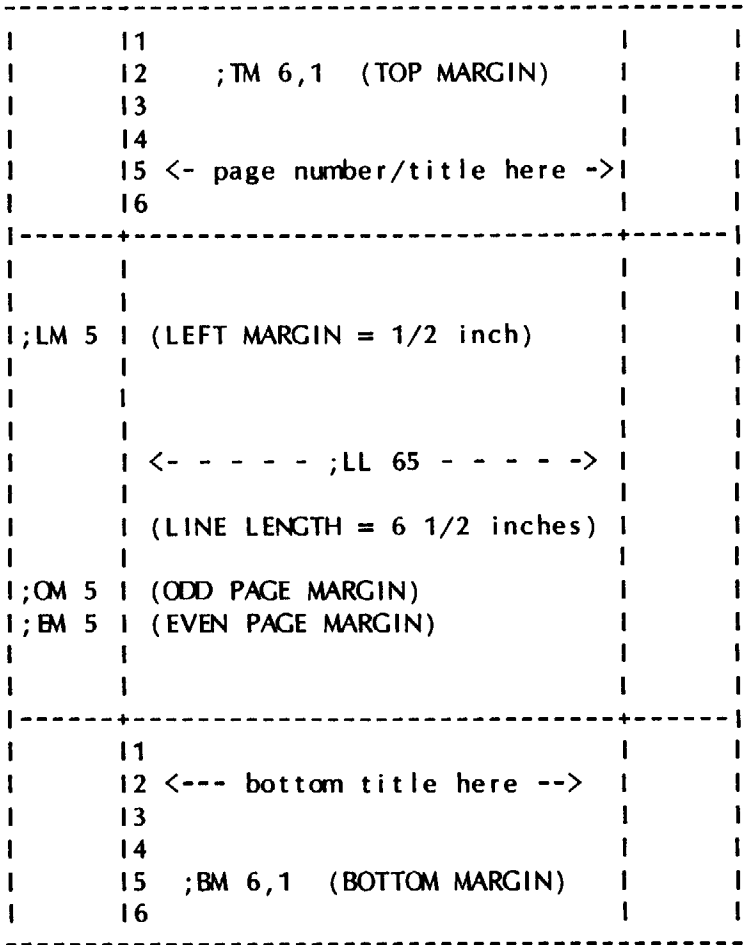 1
2 ;TM 6,1 (TOP MARGIN)
3
4
5 <- page number/title here ->
6
;LM 5 (LEFT MARGIN = 1/2 inch)
<- - - - - ;LL 65 - - - - ->
(LINE LENGTH = 6 1/2 inches)
;OM 5 (ODD PAGE MARGIN)
;EM 5 (EVEN PAGE MARGIN)
1
2 <--- bottom title here -->
3
4
5 ;BM 6,1 (BOTTOM MARGIN)
6